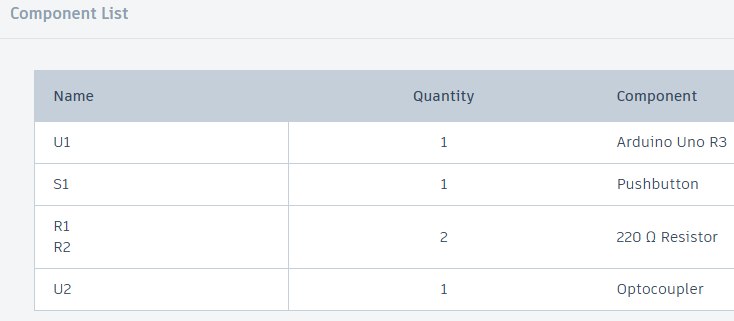 Component List
Name Quantity Component
U1 1 Arduino Uno R3
S1 1 Pushbutton
R1
R2 2 220 Ω Resistor
U2 1 Optocoupler